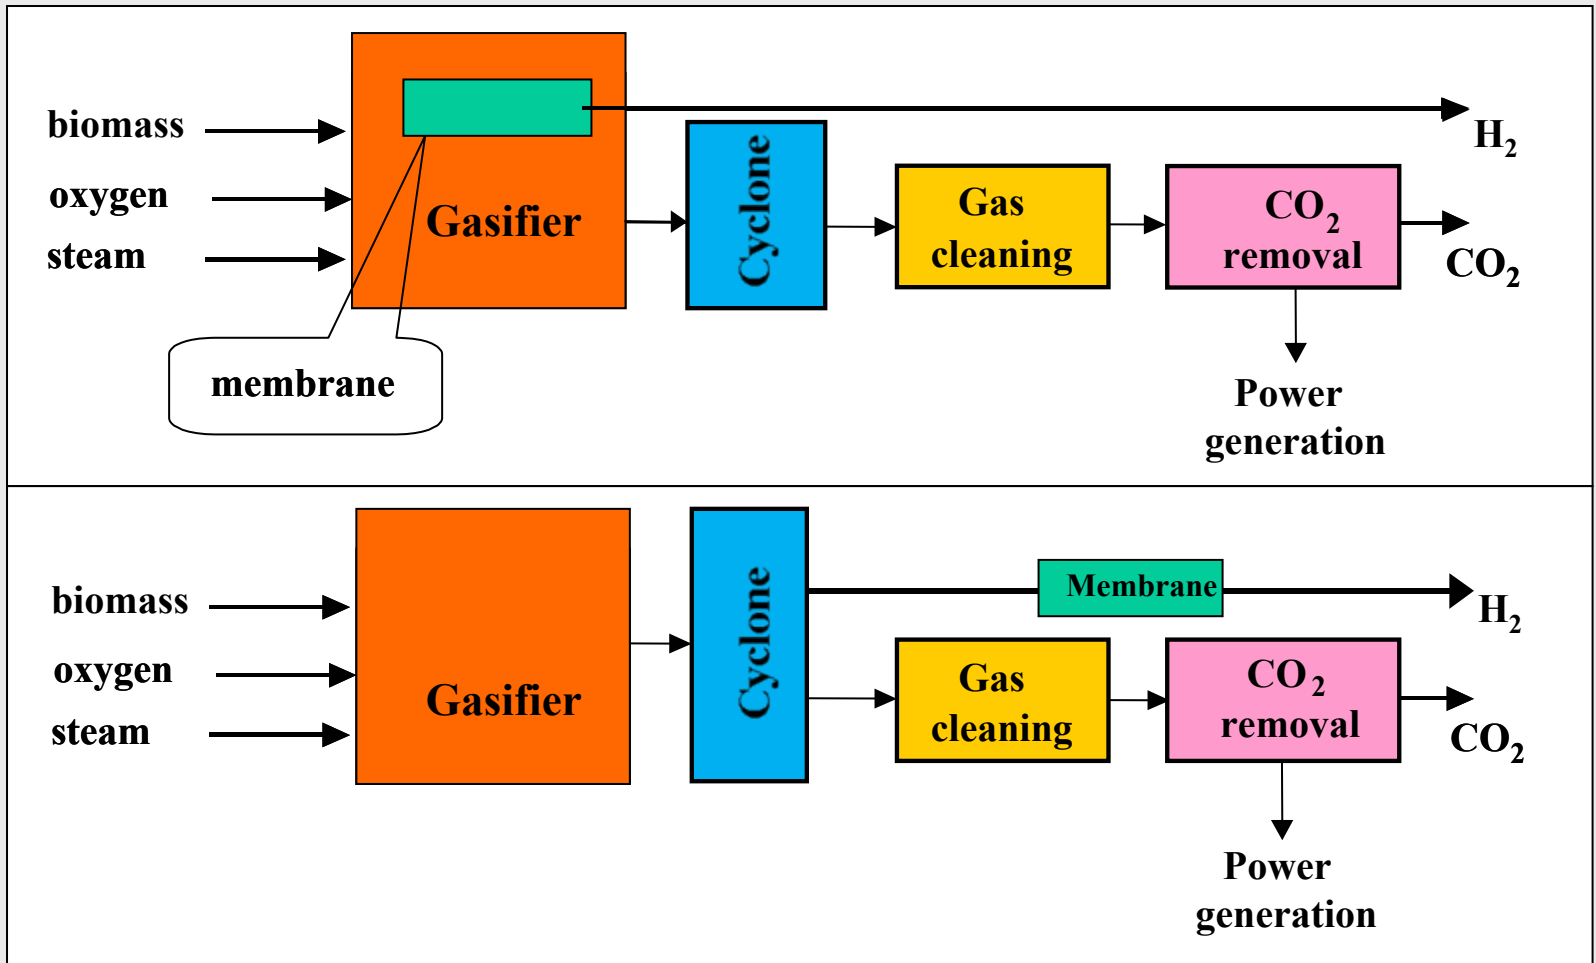 biomass
oxygen
steam
Gasifier
membrane
Cyclone
Gas
cleaning
CO₂
removal
H₂
CO₂
Power
generation
biomass
oxygen
steam
Gasifier
Cyclone
Membrane
Gas
cleaning
CO₂
removal
H₂
CO₂
Power
generation